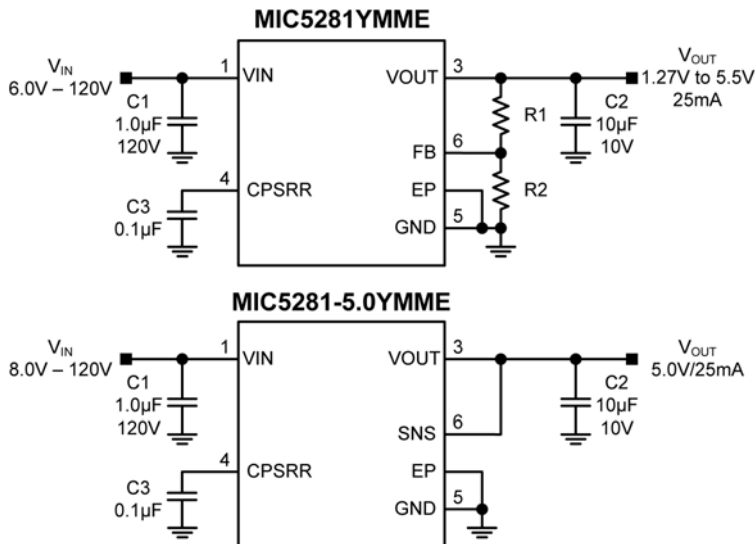 MIC5281YMME
VIN
6.0V – 120V
1
VIN
VOUT
3
VOUT
1.27V to 5.5V
25mA
C1
1.0µF
120V
R1
C2
10µF
10V
FB
6
4
CPSRR
EP
R2
C3
0.1µF
GND
5
MIC5281-5.0YMME
VIN
8.0V – 120V
1
VIN
VOUT
3
VOUT
5.0V/25mA
C1
1.0µF
120V
C2
10µF
10V
SNS
6
4
CPSRR
EP
C3
0.1µF
GND
5